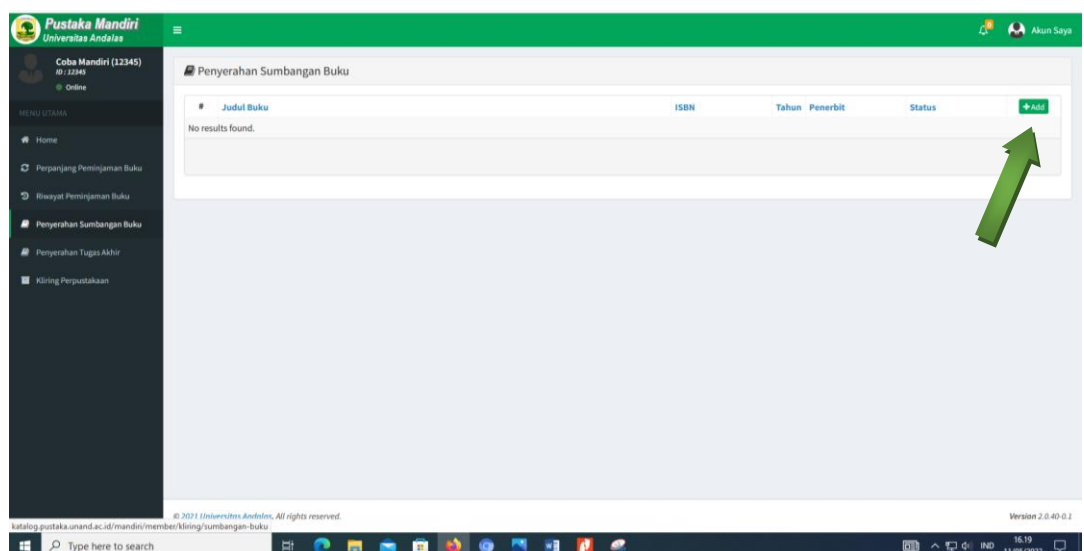 Pustaka Mandiri
Universitas Andalas
Akun Saya
Coba Mandiri (12345)
ID : 12345
Online
MENU UTAMA
Home
Perpanjang Peminjaman Buku
Riwayat Peminjaman Buku
Penyerahan Sumbangan Buku
Penyerahan Tugas Akhir
Kliring Perpustakaan
Penyerahan Sumbangan Buku
# Judul Buku ISBN Tahun Penerbit Status +Add
No results found.
© 2021 Universitas Andalas, All rights reserved.
Version 2.0.40-0.1
katalog.pustaka.unand.ac.id/mandiri/member/kliring/sumbangan-buku
Type here to search
IND
16.19